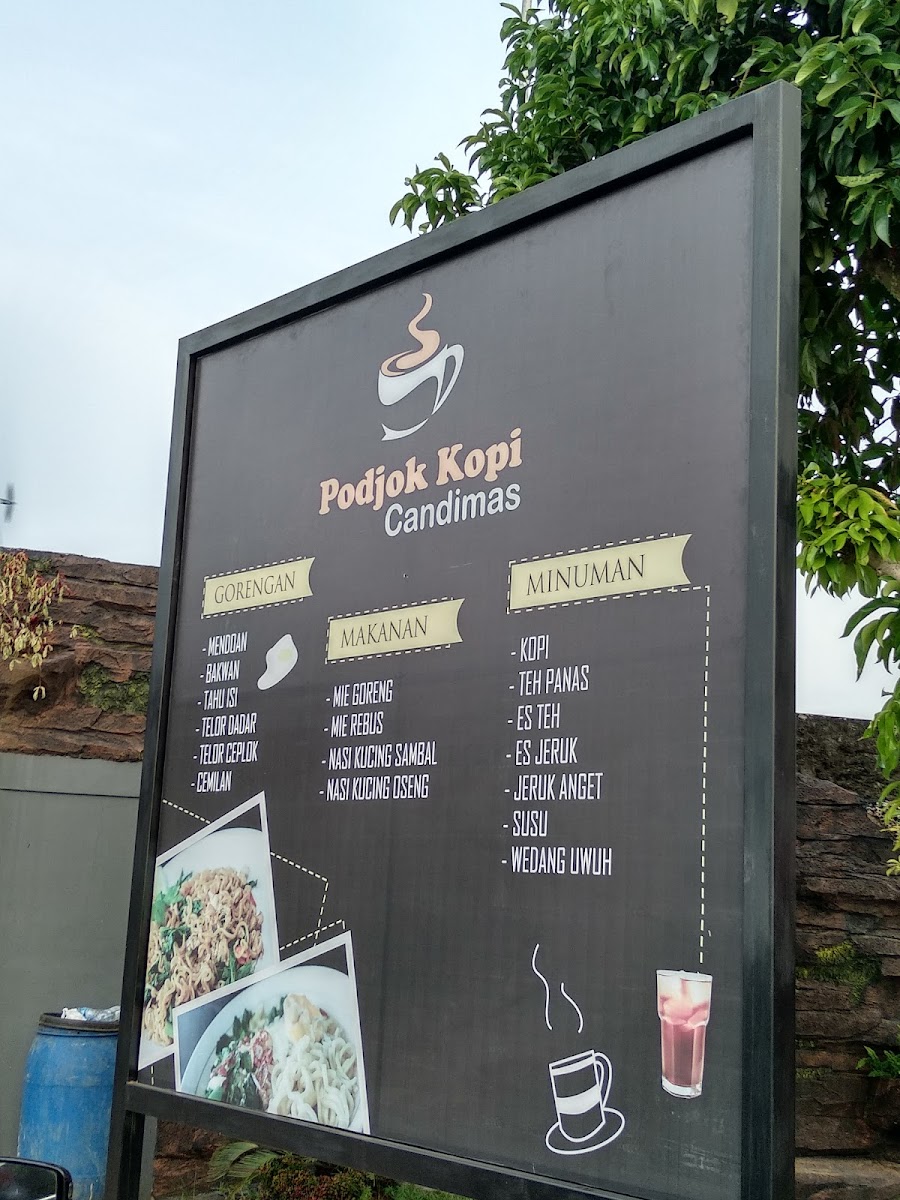 Podjok Kopi
Candimas
GORENGAN
- MENDOAN
- BAKWAN
- TAHU ISI
- TELOR DADAR
- TELOR CEPLOK
- CEMILAN
MAKANAN
- MIE GORENG
- MIE REBUS
- NASI KUCING SAMBAL
- NASI KUCING OSENG
MINUMAN
- KOPI
- TEH PANAS
- ES TEH
- ES JERUK
- JERUK ANGET
- SUSU
- WEDANG UWUH